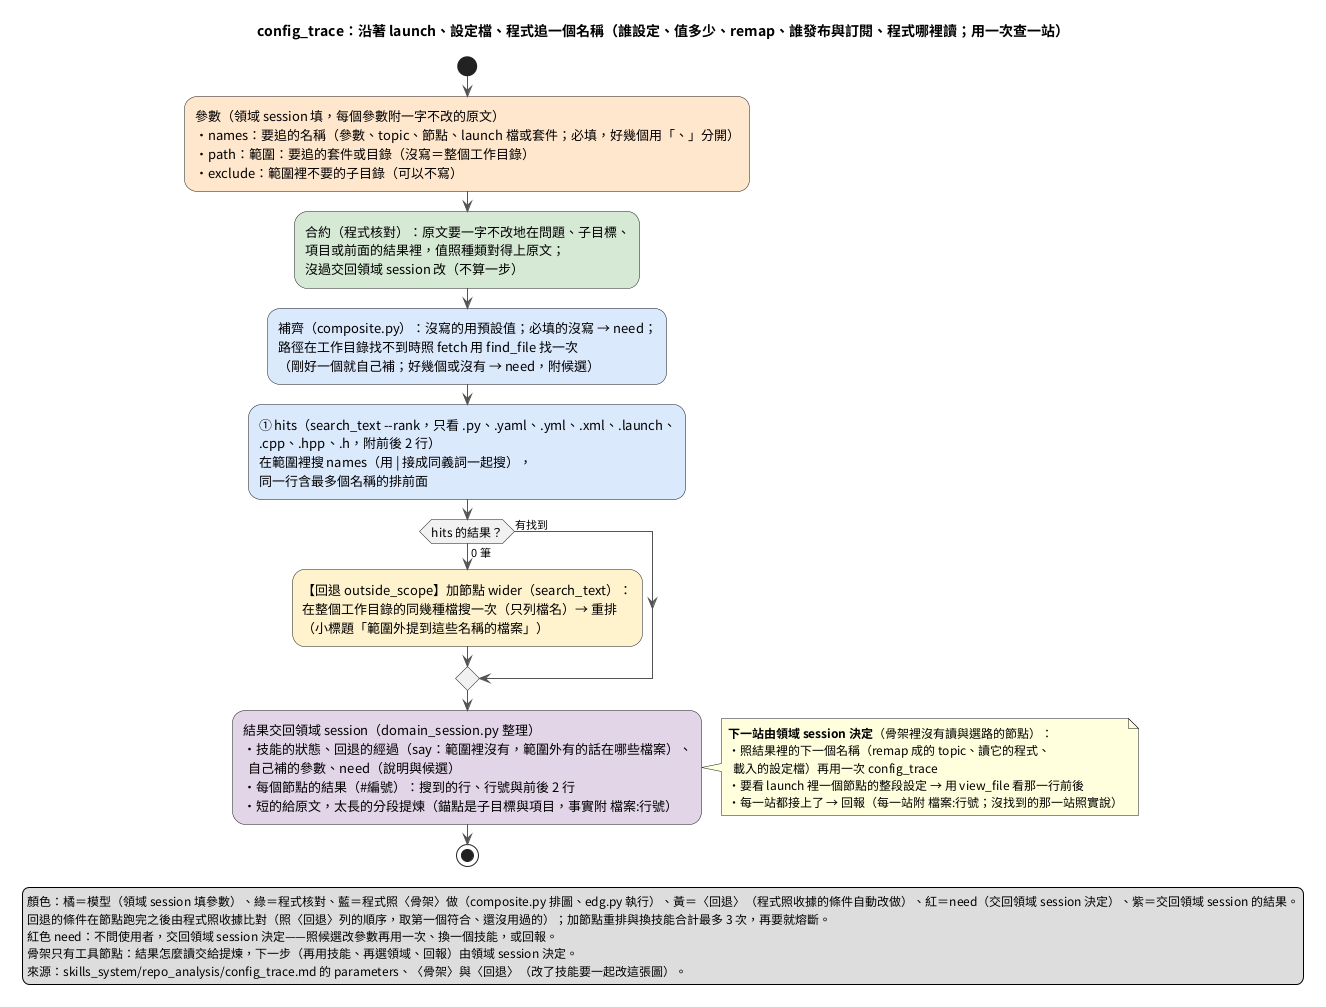 config_trace：沿著 launch、設定檔、程式追一個名稱（誰設定、值多少、remap、誰發布與訂閱、程式哪裡讀；用一次查一站）
參數（領域 session 填，每個參數附一字不改的原文）
・names：要追的名稱（參數、topic、節點、launch 檔或套件；必填，好幾個用「、」分開）
・path：範圍：要追的套件或目錄（沒寫＝整個工作目錄）
・exclude：範圍裡不要的子目錄（可以不寫）
合約（程式核對）：原文要一字不改地在問題、子目標、
項目或前面的結果裡，值照種類對得上原文；
沒過交回領域 session 改（不算一步）
補齊（composite.py）：沒寫的用預設值；必填的沒寫 → need；
路徑在工作目錄找不到時照 fetch 用 find_file 找一次
（剛好一個就自己補；好幾個或沒有 → need，附候選）
① hits（search_text --rank，只看 .py、.yaml、.yml、.xml、.launch、
.cpp、.hpp、.h，附前後 2 行）
在範圍裡搜 names（用 | 接成同義詞一起搜），
同一行含最多個名稱的排前面
hits 的結果？
有找到
0 筆
【回退 outside_scope】加節點 wider（search_text）：
在整個工作目錄的同幾種檔搜一次（只列檔名）→ 重排
（小標題「範圍外提到這些名稱的檔案」）
結果交回領域 session（domain_session.py 整理）
・技能的狀態、回退的經過（say：範圍裡沒有，範圍外有的話在哪些檔案）、
自己補的參數、need（說明與候選）
・每個節點的結果（#編號）：搜到的行、行號與前後 2 行
・短的給原文，太長的分段提煉（錨點是子目標與項目，事實附 檔案:行號）
下一站由領域 session 決定（骨架裡沒有讀與選路的節點）：
・照結果裡的下一個名稱（remap 成的 topic、讀它的程式、
載入的設定檔）再用一次 config_trace
・要看 launch 裡一個節點的整段設定 → 用 view_file 看那一行前後
・每一站都接上了 → 回報（每一站附 檔案:行號；沒找到的那一站照實說）
顏色：橘＝模型（領域 session 填參數）、綠＝程式核對、藍＝程式照〈骨架〉做（composite.py 排圖、edg.py 執行）、黃＝〈回退〉（程式照收據的條件自動改做）、紅＝need（交回領域 session 決定）、紫＝交回領域 session 的結果。
回退的條件在節點跑完之後由程式照收據比對（照〈回退〉列的順序，取第一個符合、還沒用過的）；加節點重排與換技能合計最多 3 次，再要就熔斷。
紅色 need：不問使用者，交回領域 session 決定——照候選改參數再用一次、換一個技能，或回報。
骨架只有工具節點：結果怎麼讀交給提煉，下一步（再用技能、再選領域、回報）由領域 session 決定。
來源：skills_system/repo_analysis/config_trace.md 的 parameters、〈骨架〉與〈回退〉（改了技能要一起改這張圖）。